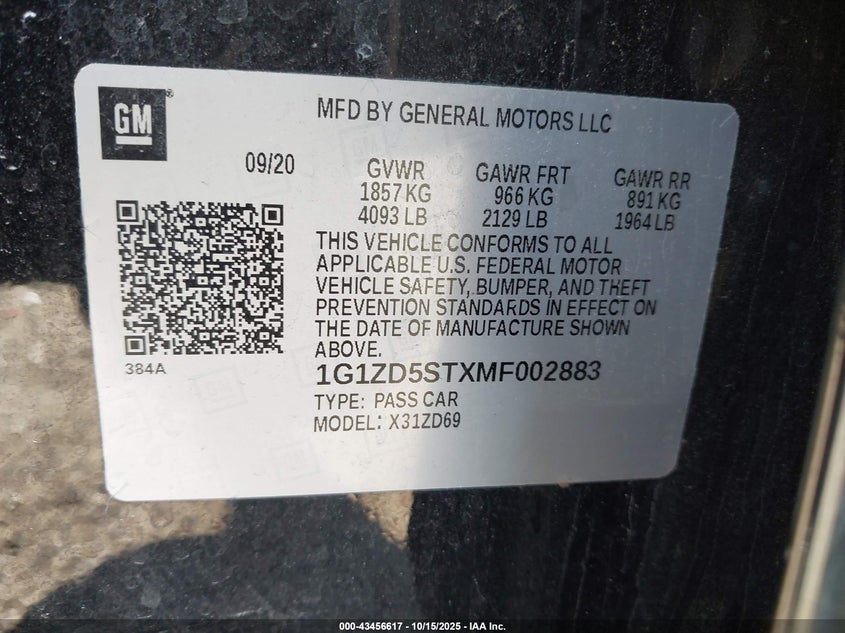 GM
MFD BY GENERAL MOTORS LLC
09/20
GVWR
1857 KG
4093 LB
GAWR FRT
966 KG
2129 LB
GAWR RR
891 KG
1964 LB
THIS VEHICLE CONFORMS TO ALL
APPLICABLE U.S. FEDERAL MOTOR
VEHICLE SAFETY, BUMPER, AND THEFT
PREVENTION STANDARDS IN EFFECT ON
THE DATE OF MANUFACTURE SHOWN
ABOVE.
384A
1G1ZD5STXMF002883
TYPE: PASS CAR
MODEL: X31ZD69
000-43456617 - 10/15/2025 - IAA Inc.